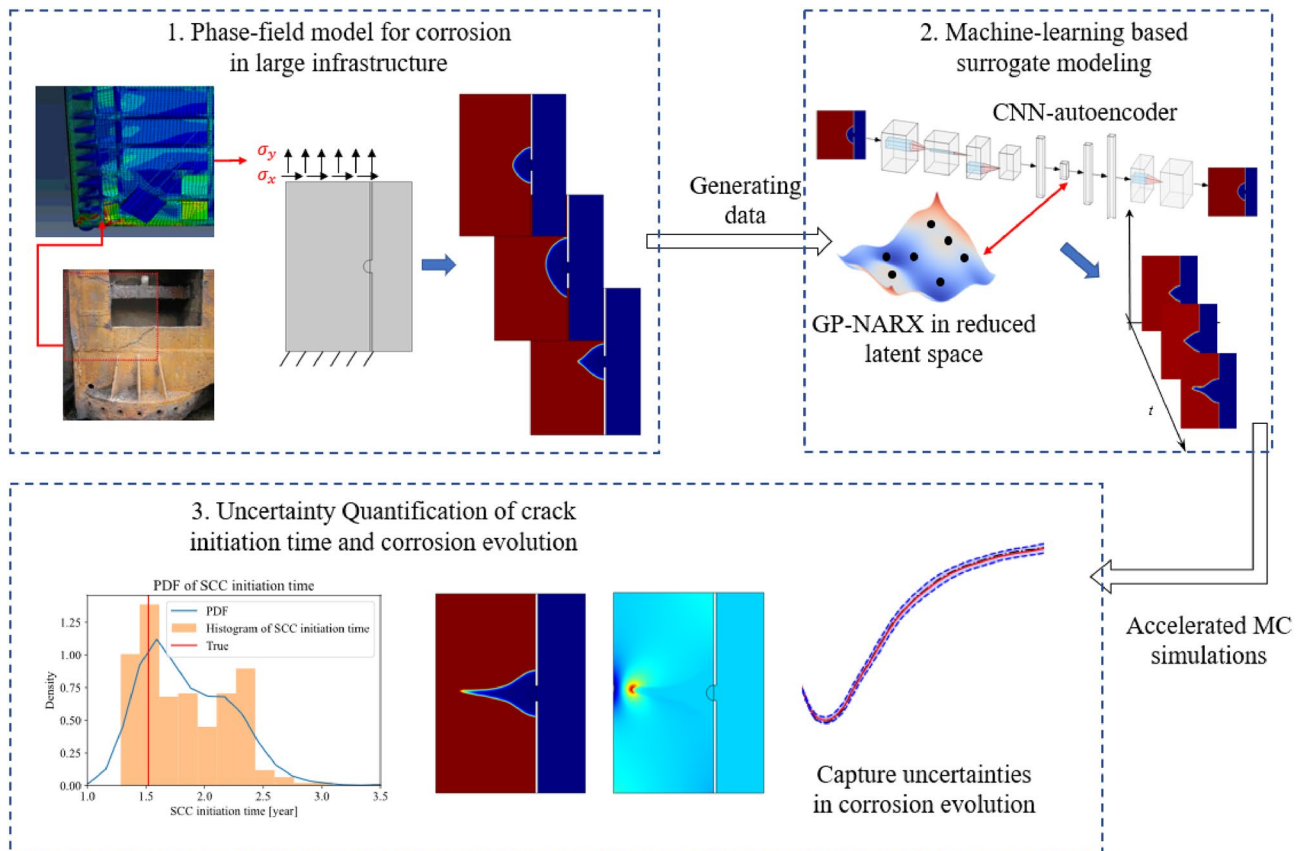 1. Phase-field model for corrosion
in large infrastructure
σy
σx
Generating
data
2. Machine-learning based
surrogate modeling
CNN-autoencoder
GP-NARX in reduced
latent space
t
3. Uncertainty Quantification of crack
initiation time and corrosion evolution
PDF of SCC initiation time
PDF
Histogram of SCC initiation time
True
Density
1.25
1.00
0.75
0.50
0.25
0.00
1.0 1.5 2.0 2.5 3.0 3.5
SCC initiation time [year]
Capture uncertainties
in corrosion evolution
Accelerated MC
simulations